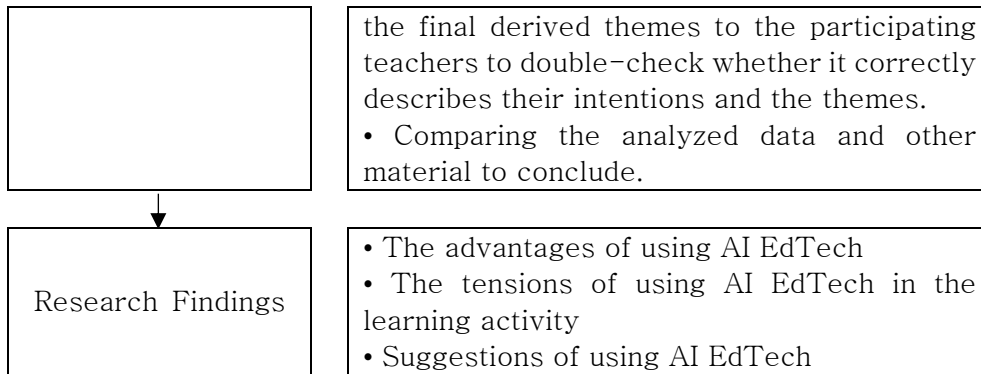 the final derived themes to the participating
teachers to double-check whether it correctly
describes their intentions and the themes.
• Comparing the analyzed data and other
material to conclude.
Research Findings
• The advantages of using AI EdTech
• The tensions of using AI EdTech in the
learning activity
• Suggestions of using AI EdTech